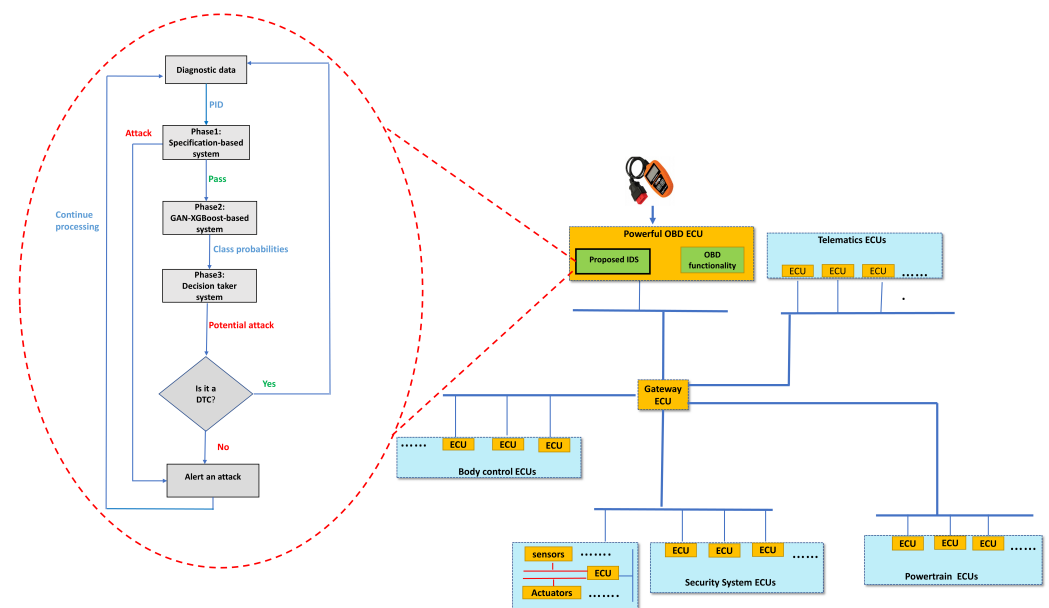 Diagnostic data
PID
Attack
Phase1:
Specification-based
system
Pass
Phase2:
GAN-XGBoost-based
system
Continue
processing
Class probabilities
Phase3:
Decision taker
system
Potential attack
Is it a
DTC?
Yes
No
Alert an attack
Powerful OBD ECU
Proposed IDS
OBD
functionality
Telematics ECUs
ECU ECU ECU ......
.
Gateway
ECU
...... ECU ECU ECU
Body control ECUs
sensors .......
ECU
Actuators .......
ECU ECU ECU ......
Security System ECUs
ECU ECU ECU ......
Powertrain ECUs